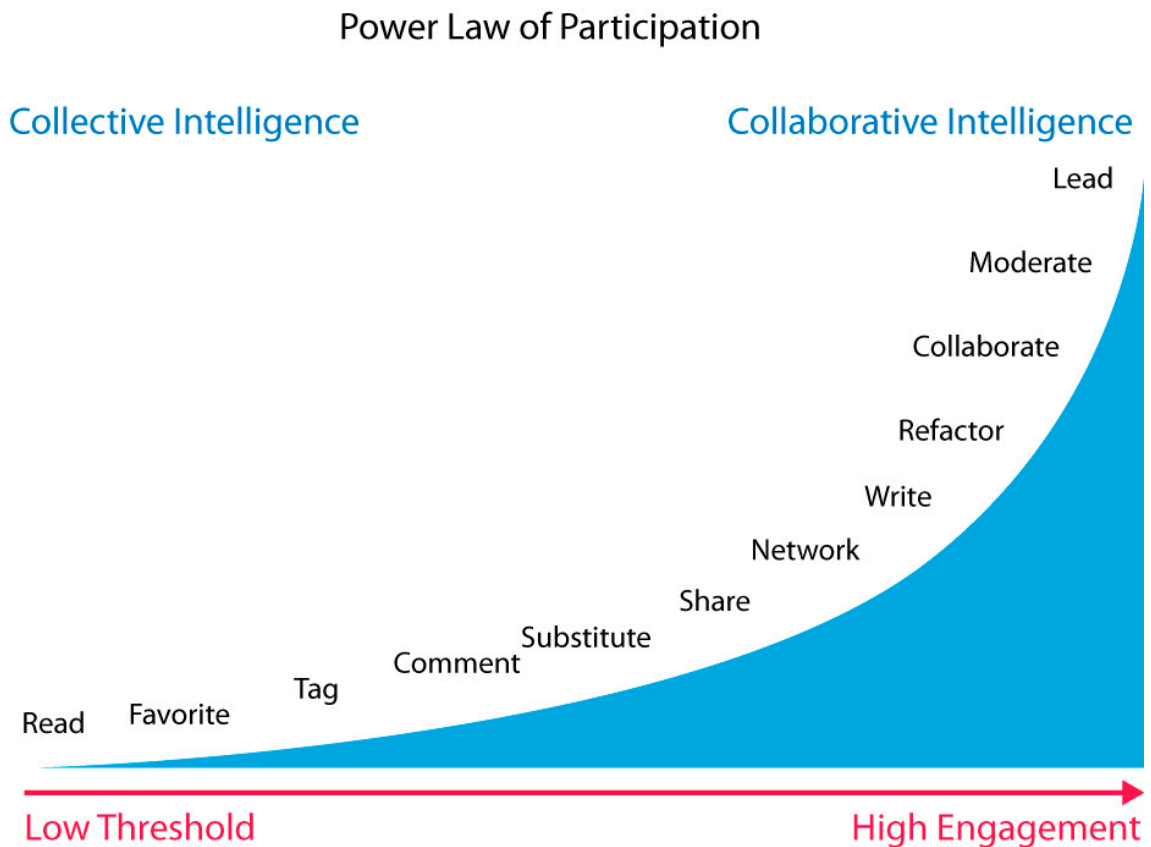 Power Law of Participation
Collective Intelligence
Collaborative Intelligence
Lead
Moderate
Collaborate
Refactor
Write
Network
Share
Substitute
Comment
Tag
Favorite
Read
Low Threshold
High Engagement